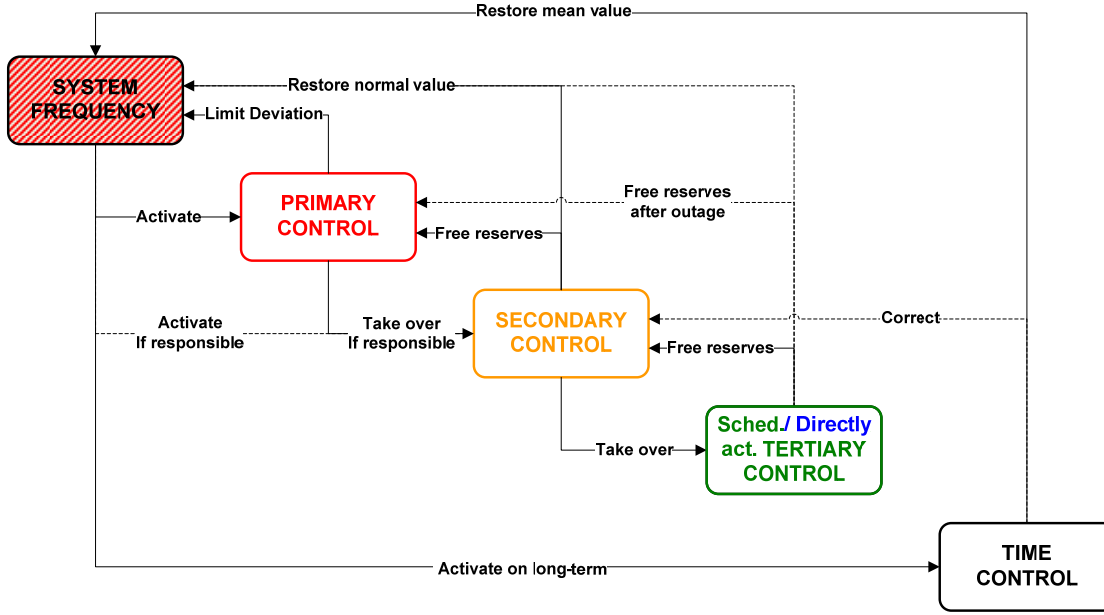 Restore mean value
SYSTEM
FREQUENCY
Restore normal value
Limit Deviation
PRIMARY
CONTROL
Free reserves
after outage
Activate
Free reserves
Activate
If responsible
Take over
If responsible
SECONDARY
CONTROL
Correct
Free reserves
Sched./ Directly
act. TERTIARY
CONTROL
Take over
TIME
CONTROL
Activate on long-term